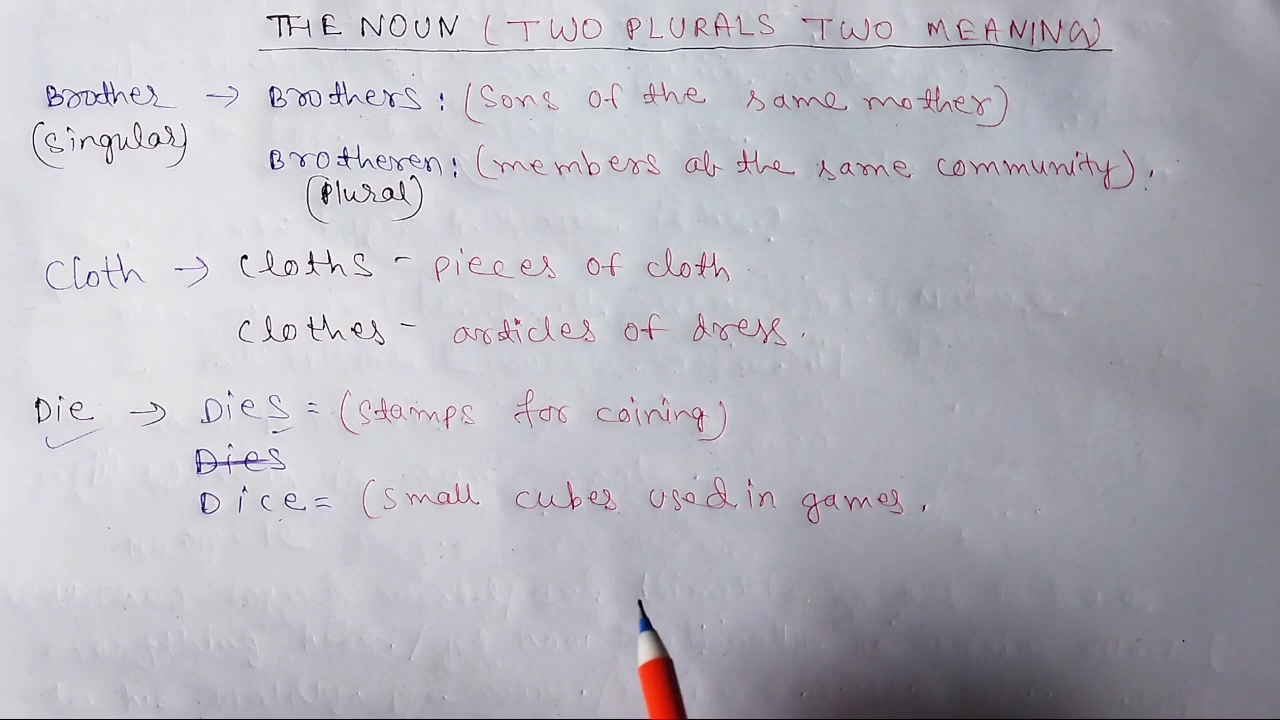 THE NOUN (TWO PLURALS TWO MEANING)
Brother → Brothers: (sons of the same mother)
(singular)
Brotheren: (members of the same community).
(Plural)
Cloth → cloths - pieces of cloth
clothes - articles of dress.
Die → Dies = (stamps for coining)
Dies
Dice = (small cubes used in games.